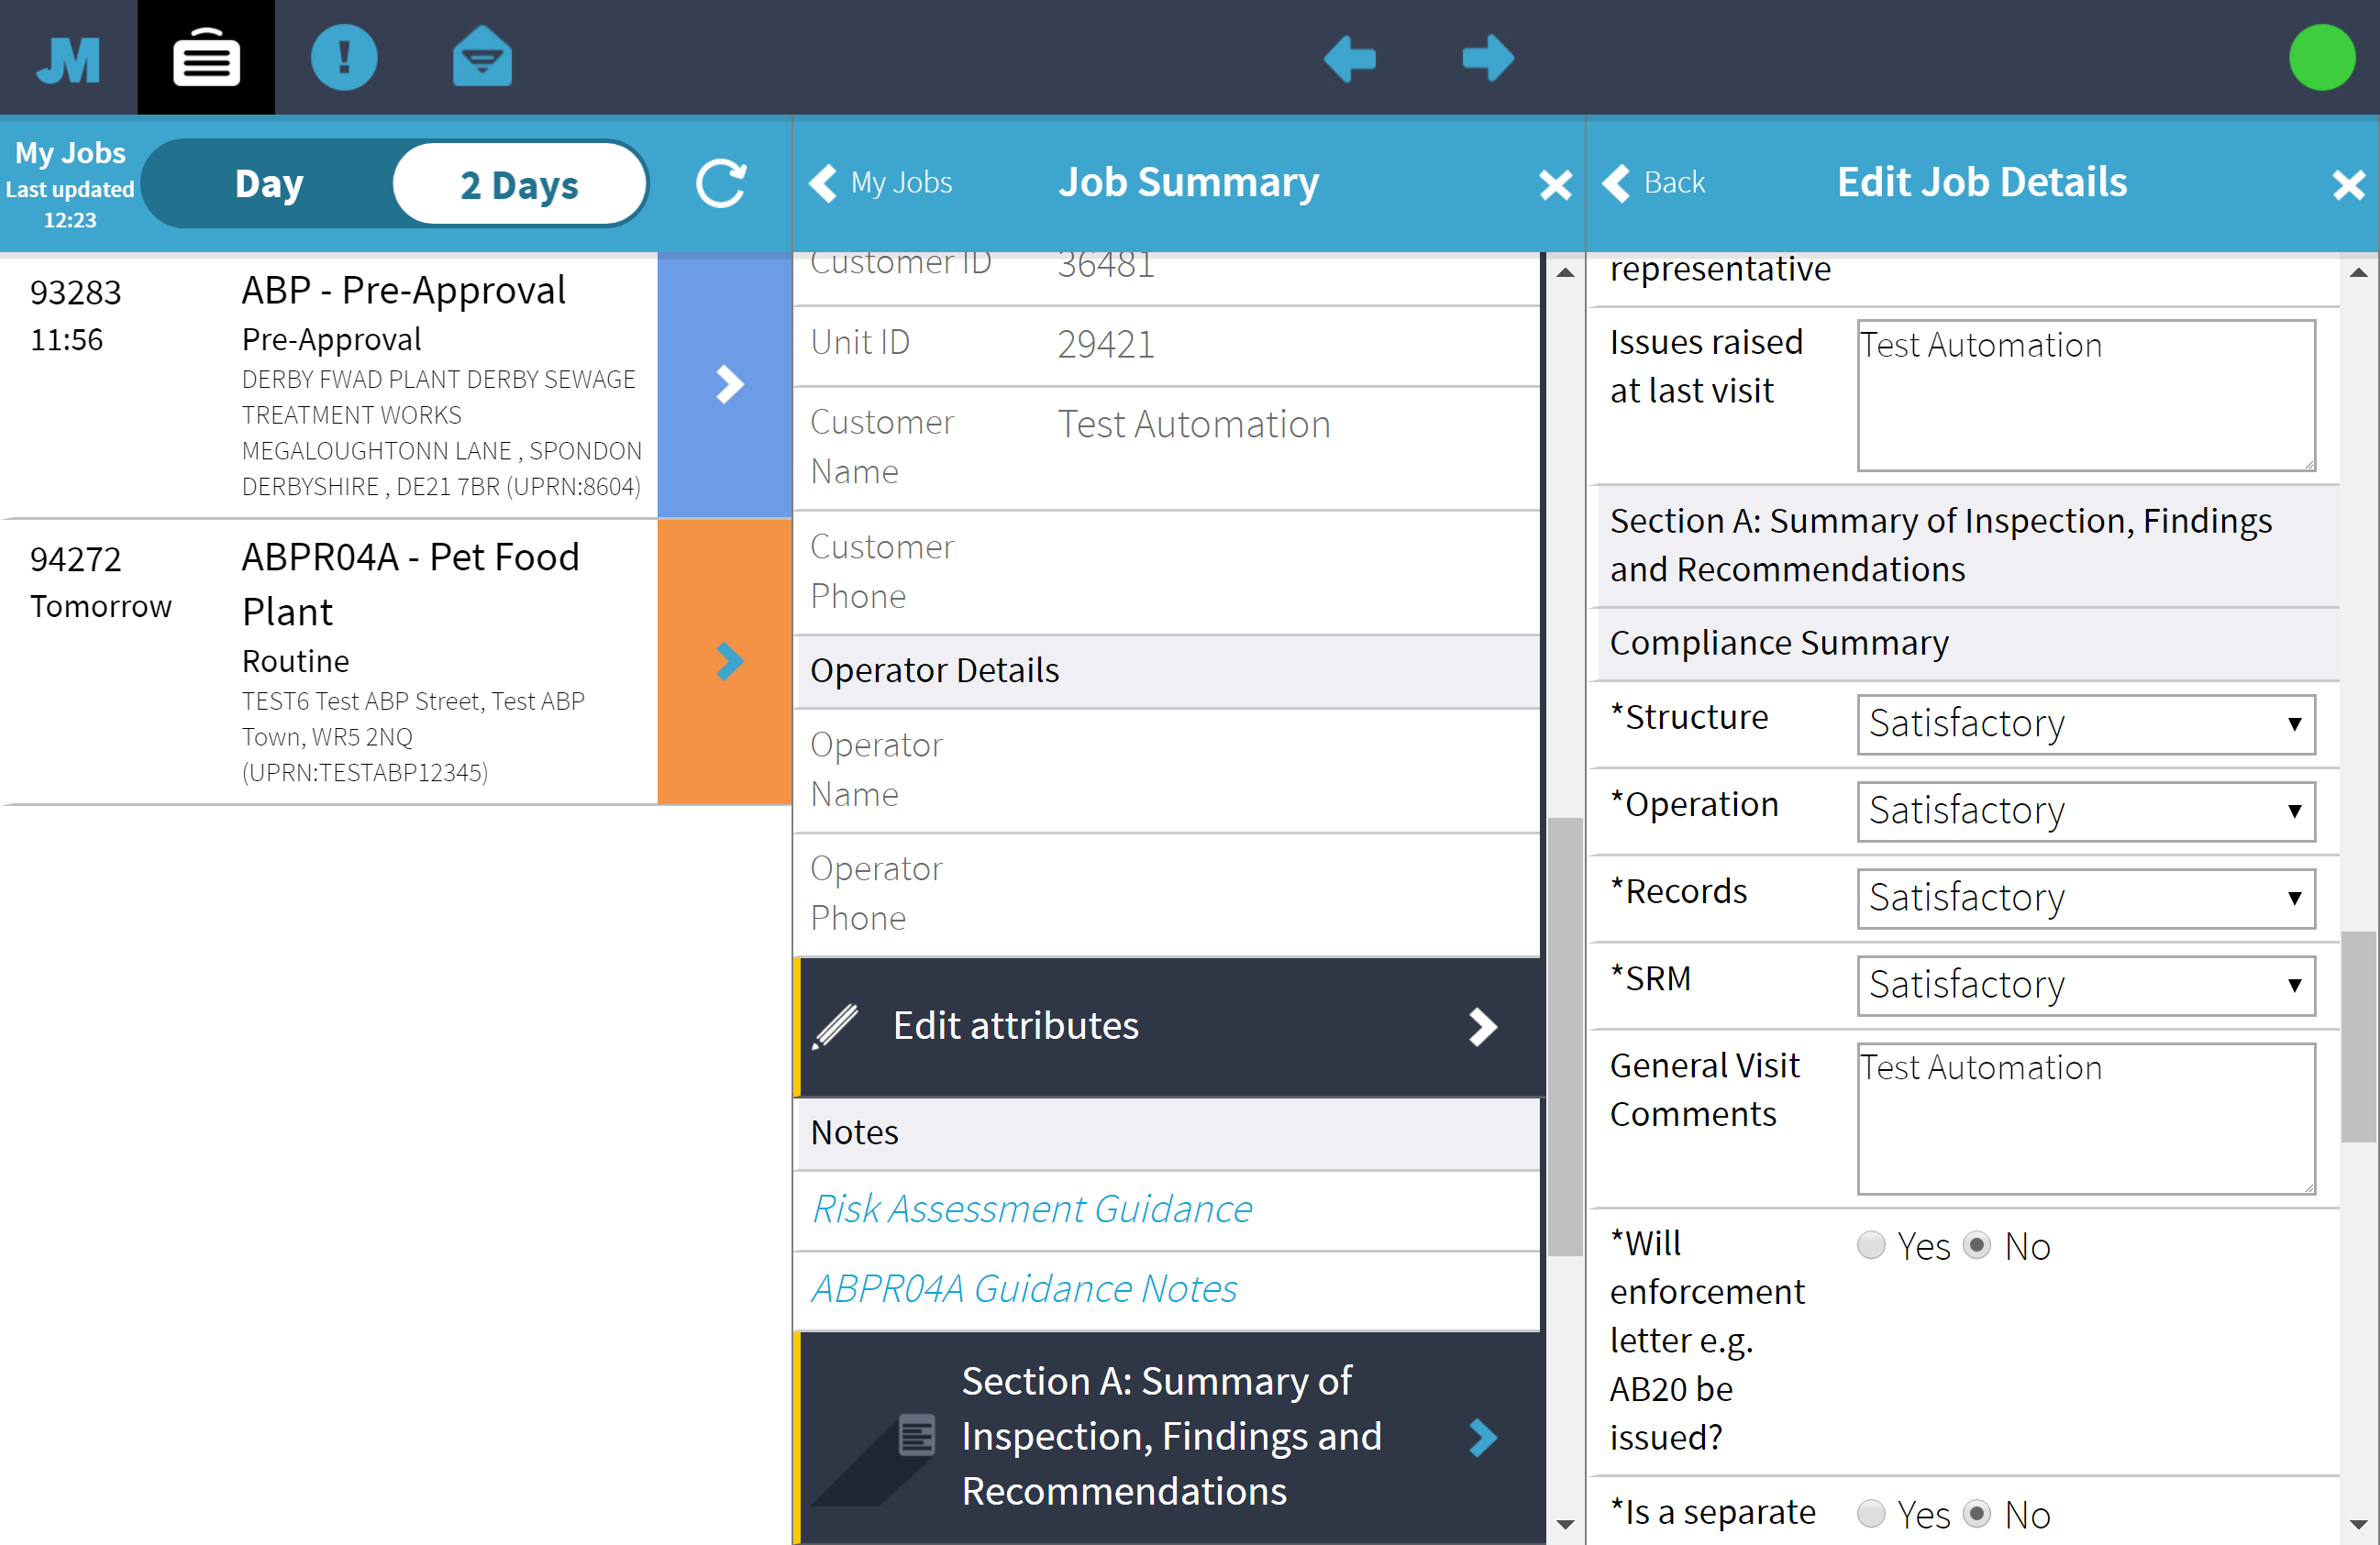 JM
My Jobs
Last updated
12:23
Day
2 Days
My Jobs
Job Summary
Back
Edit Job Details
93283
11:56
ABP - Pre-Approval
Pre-Approval
DERBY FWAD PLANT DERBY SEWAGE
TREATMENT WORKS
MEGALOUGHTONN LANE , SPONDON
DERBYSHIRE , DE21 7BR (UPRN:8604)
94272
Tomorrow
ABPR04A - Pet Food
Plant
Routine
TEST6 Test ABP Street, Test ABP
Town, WR5 2NQ
(UPRN:TESTABP12345)
Customer ID 36481
Unit ID 29421
Customer Test Automation
Name
Customer
Phone
Operator Details
Operator
Name
Operator
Phone
Edit attributes
Notes
Risk Assessment Guidance
ABPR04A Guidance Notes
Section A: Summary of
Inspection, Findings and
Recommendations
representative
Issues raised Test Automation
at last visit
Section A: Summary of Inspection, Findings
and Recommendations
Compliance Summary
*Structure Satisfactory
*Operation Satisfactory
*Records Satisfactory
*SRM Satisfactory
General Visit Test Automation
Comments
*Will Yes No
enforcement
letter e.g.
AB20 be
issued?
*Is a separate Yes No